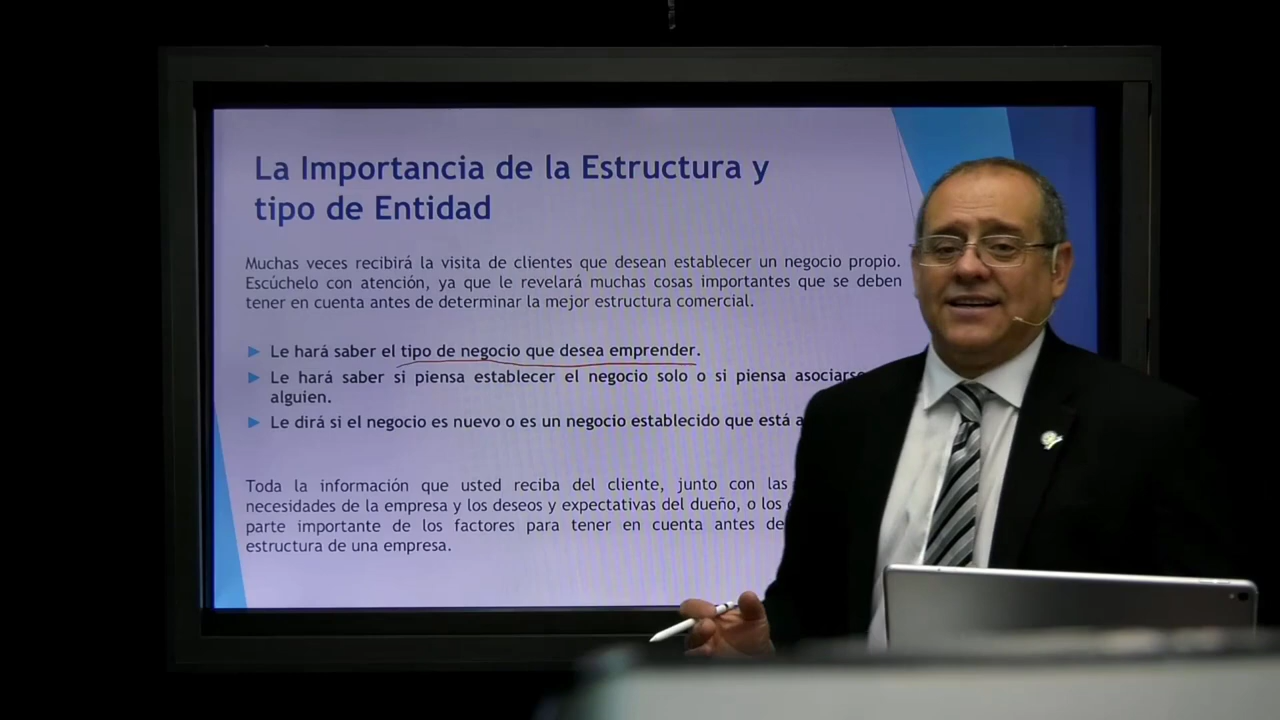 La Importancia de la Estructura y
tipo de Entidad
Muchas veces recibirá la visita de clientes que desean establecer un negocio propio.
Escúchelo con atención, ya que le revelará muchas cosas importantes que se deben
tener en cuenta antes de determinar la mejor estructura comercial.
Le hará saber el tipo de negocio que desea emprender.
Le hará saber si piensa establecer el negocio solo o si piensa
alguien.
Le dirá si el negocio es nuevo o es un negocio establecido que está
Toda la información que usted reciba del cliente, junto con las
necesidades de la empresa y los deseos y expectativas del dueño, o los
parte importante de los factores para tener en cuenta antes de
estructura de una empresa.